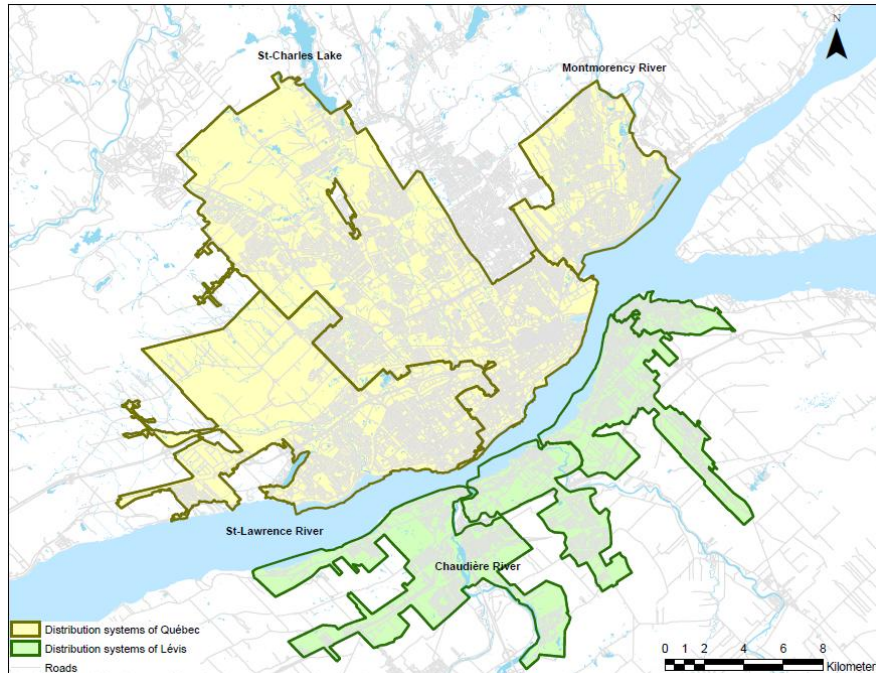 N
St-Charles Lake
Montmorency River
St-Lawrence River
Chaudière River
Distribution systems of Québec
Distribution systems of Lévis
Roads
0 1 2 4 6 8
Kilometer